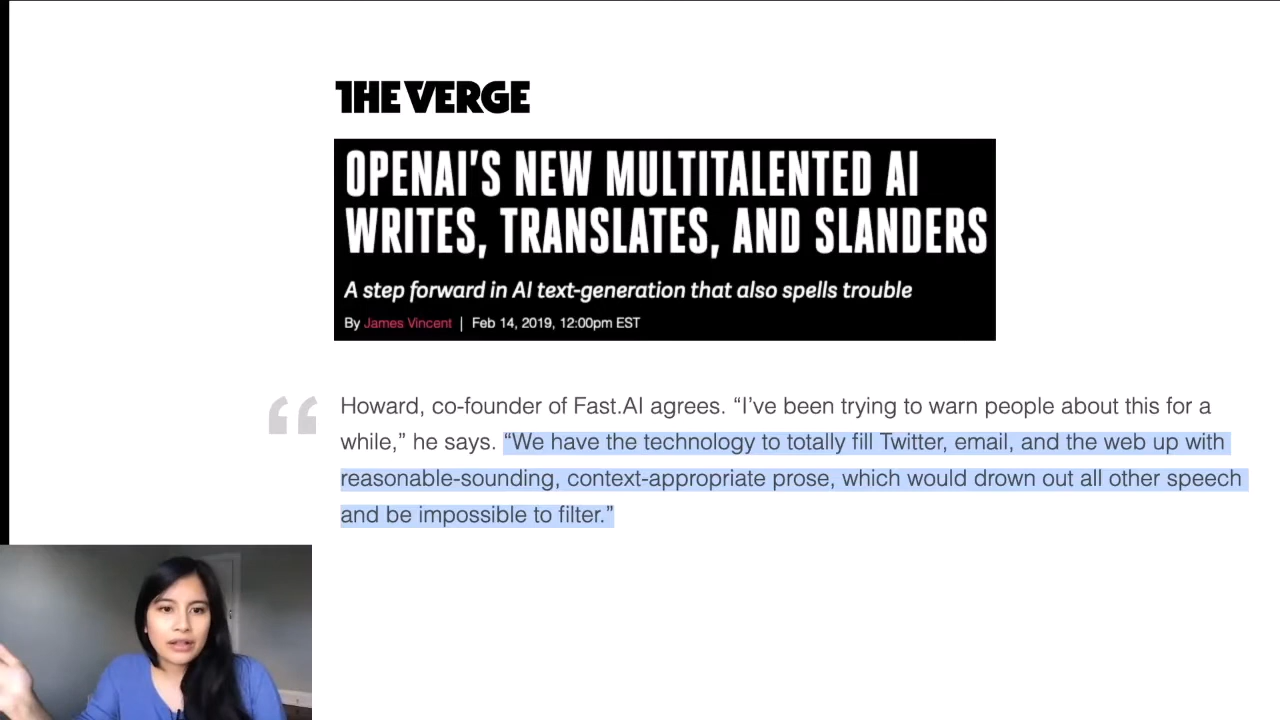 THE VERGE
OPENAI'S NEW MULTITALENTED AI
WRITES, TRANSLATES, AND SLANDERS
A step forward in AI text-generation that also spells trouble
By James Vincent | Feb 14, 2019, 12:00pm EST
“
Howard, co-founder of Fast.AI agrees. “I’ve been trying to warn people about this for a
while,” he says. “We have the technology to totally fill Twitter, email, and the web up with
reasonable-sounding, context-appropriate prose, which would drown out all other speech
and be impossible to filter.”